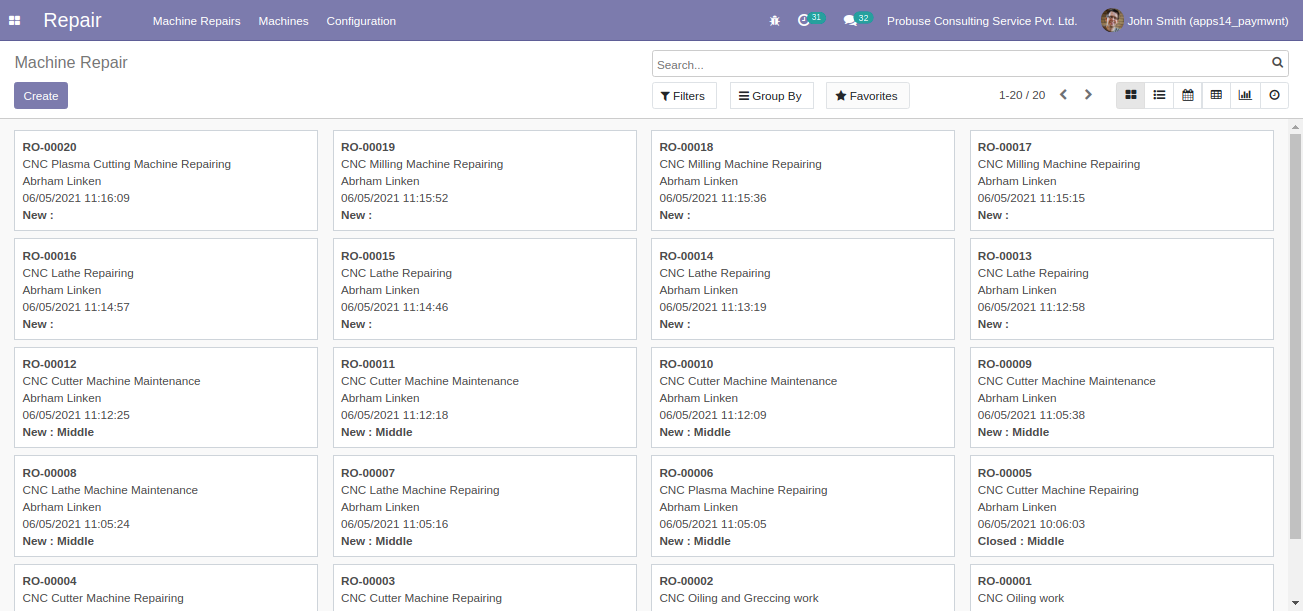 Repair Machine Repairs Machines Configuration 31 32 Probuse Consulting Service Pvt. Ltd. John Smith (apps14_paymwnt)
Machine Repair
Search...
Create
Filters Group By Favorites 1-20 / 20
RO-00020
CNC Plasma Cutting Machine Repairing
Abrham Linken
06/05/2021 11:16:09
New :
RO-00019
CNC Milling Machine Repairing
Abrham Linken
06/05/2021 11:15:52
New :
RO-00018
CNC Milling Machine Repairing
Abrham Linken
06/05/2021 11:15:36
New :
RO-00017
CNC Milling Machine Repairing
Abrham Linken
06/05/2021 11:15:15
New :
RO-00016
CNC Lathe Repairing
Abrham Linken
06/05/2021 11:14:57
New :
RO-00015
CNC Lathe Repairing
Abrham Linken
06/05/2021 11:14:46
New :
RO-00014
CNC Lathe Repairing
Abrham Linken
06/05/2021 11:13:19
New :
RO-00013
CNC Lathe Repairing
Abrham Linken
06/05/2021 11:12:58
New :
RO-00012
CNC Cutter Machine Maintenance
Abrham Linken
06/05/2021 11:12:25
New : Middle
RO-00011
CNC Cutter Machine Maintenance
Abrham Linken
06/05/2021 11:12:18
New : Middle
RO-00010
CNC Cutter Machine Maintenance
Abrham Linken
06/05/2021 11:12:09
New : Middle
RO-00009
CNC Cutter Machine Maintenance
Abrham Linken
06/05/2021 11:05:38
New : Middle
RO-00008
CNC Lathe Machine Maintenance
Abrham Linken
06/05/2021 11:05:24
New : Middle
RO-00007
CNC Lathe Machine Repairing
Abrham Linken
06/05/2021 11:05:16
New : Middle
RO-00006
CNC Plasma Machine Repairing
Abrham Linken
06/05/2021 11:05:05
New : Middle
RO-00005
CNC Cutter Machine Repairing
Abrham Linken
06/05/2021 10:06:03
Closed : Middle
RO-00004
CNC Cutter Machine Repairing
RO-00003
CNC Cutter Machine Repairing
RO-00002
CNC Oiling and Greccing work
RO-00001
CNC Oiling work